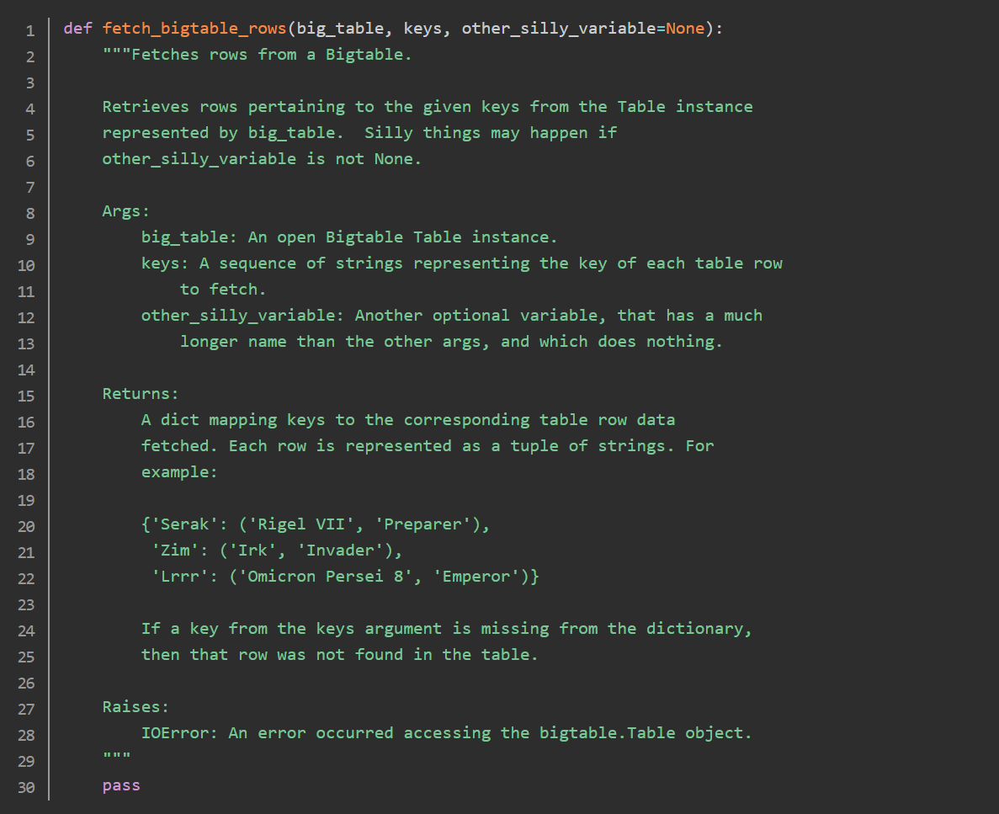 1 def fetch_bigtable_rows(big_table, keys, other_silly_variable=None):
2     """Fetches rows from a Bigtable.
3
4     Retrieves rows pertaining to the given keys from the Table instance
5     represented by big_table.  Silly things may happen if
6     other_silly_variable is not None.
7
8     Args:
9         big_table: An open Bigtable Table instance.
10         keys: A sequence of strings representing the key of each table row
11             to fetch.
12         other_silly_variable: Another optional variable, that has a much
13             longer name than the other args, and which does nothing.
14
15     Returns:
16         A dict mapping keys to the corresponding table row data
17         fetched. Each row is represented as a tuple of strings. For
18         example:
19
20         {'Serak': ('Rigel VII', 'Preparer'),
21          'Zim': ('Irk', 'Invader'),
22          'Lrrr': ('Omicron Persei 8', 'Emperor')}
23
24         If a key from the keys argument is missing from the dictionary,
25         then that row was not found in the table.
26
27     Raises:
28         IOError: An error occurred accessing the bigtable.Table object.
29     """
30     pass